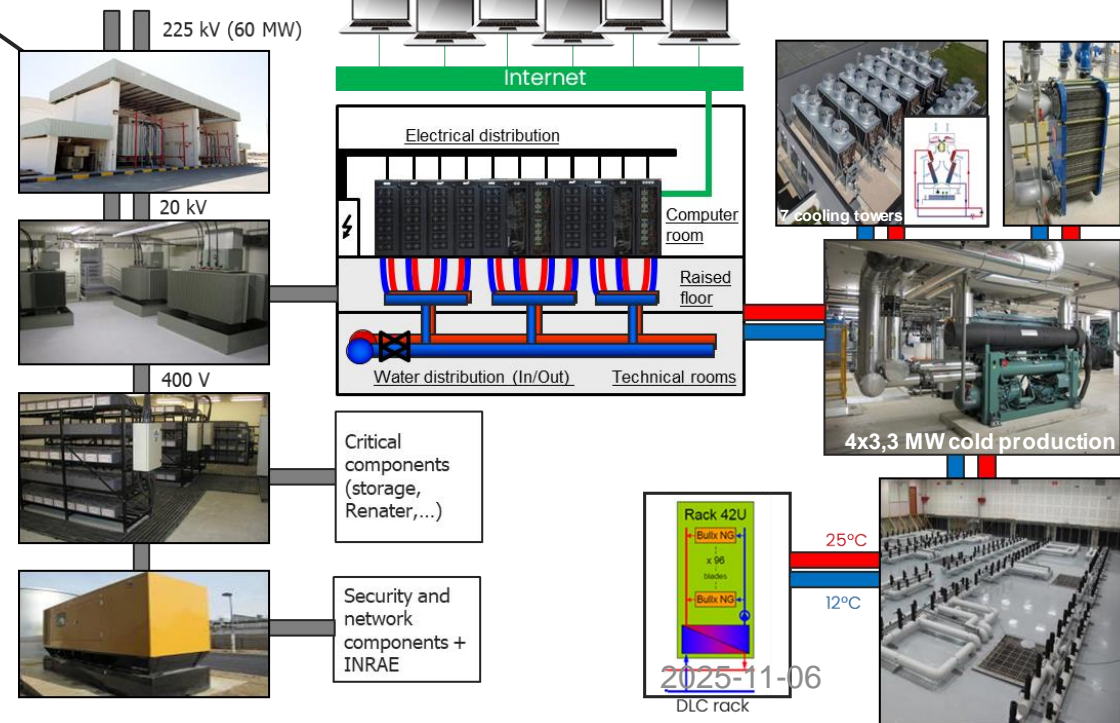 225 kV (60 MW)
Internet
Electrical distribution
Computer
room
7 cooling towers
20 kV
Raised
floor
400 V
Water distribution (In/Out)
Technical rooms
4x3,3 MW cold production
Critical
components
(storage,
Renater,...)
Rack 42U
Bullx NG
x 96
blades
Bullx NG
25°C
12°C
Security and
network
components +
INRAE
2025-11-06
DLC rack